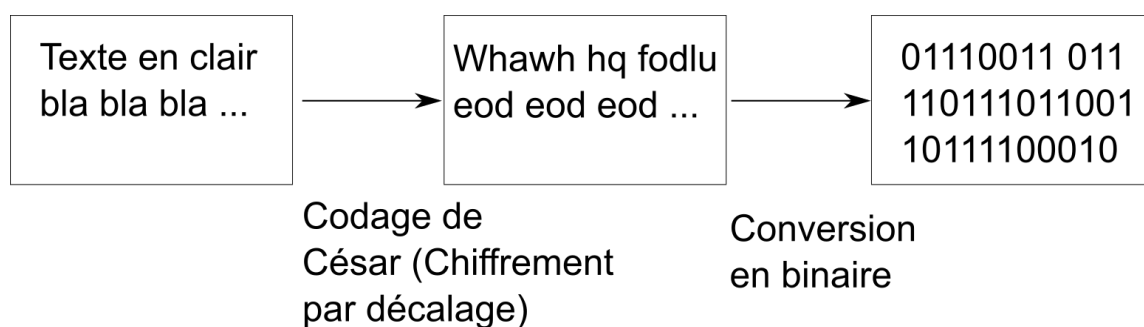 Texte en clair
bla bla bla ...
Whawh hq fodlu
eod eod eod ...
01110011 011
110111011001
10111100010
Codage de
César (Chiffrement
par décalage)
Conversion
en binaire